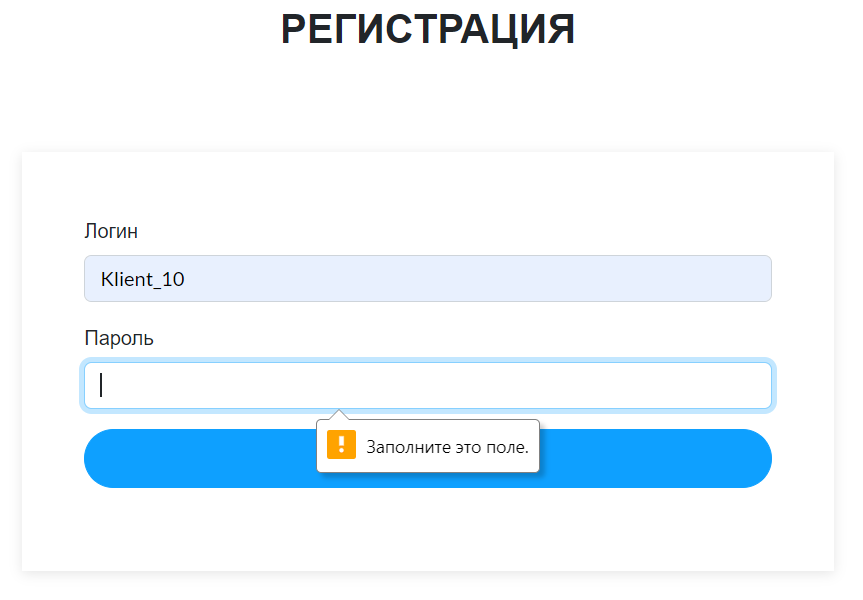 РЕГИСТРАЦИЯ
Логин
Klient_10
Пароль
Заполните это поле.